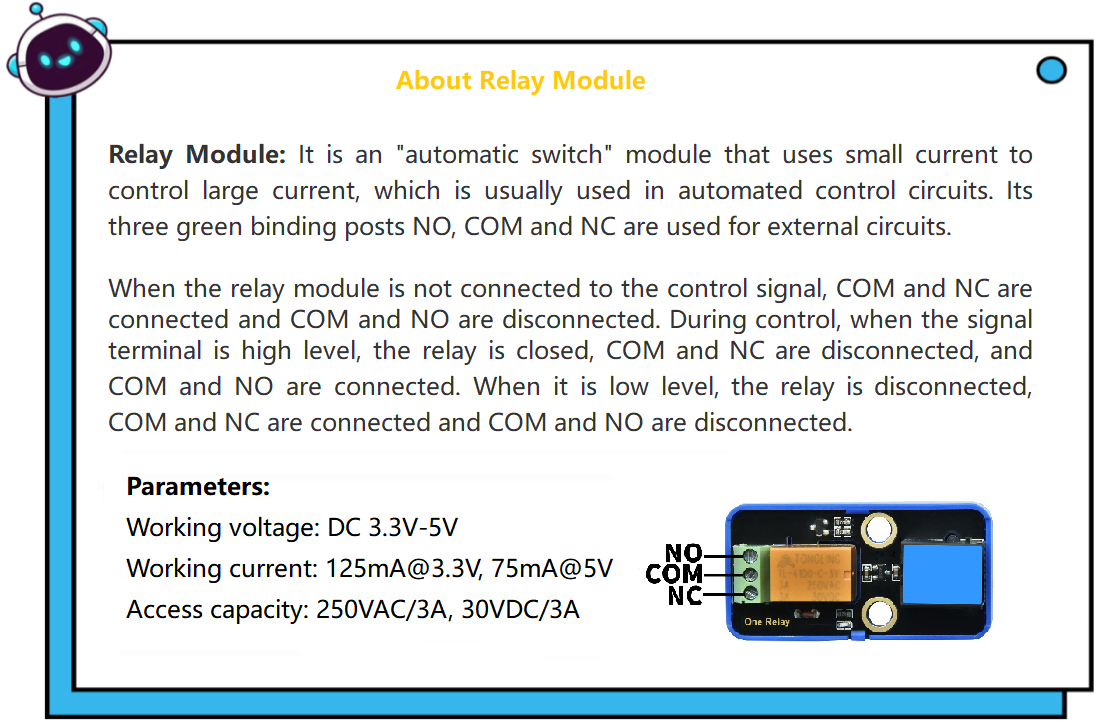 About Relay Module
Relay Module: It is an "automatic switch" module that uses small current to
control large current, which is usually used in automated control circuits. Its
three green binding posts NO, COM and NC are used for external circuits.
When the relay module is not connected to the control signal, COM and NC are
connected and COM and NO are disconnected. During control, when the signal
terminal is high level, the relay is closed, COM and NC are disconnected, and
COM and NO are connected. When it is low level, the relay is disconnected,
COM and NC are connected and COM and NO are disconnected.
Parameters:
Working voltage: DC 3.3V-5V
Working current: 125mA@3.3V, 75mA@5V
Access capacity: 250VAC/3A, 30VDC/3A
NO
COM
NC
TONGLING
One Relay